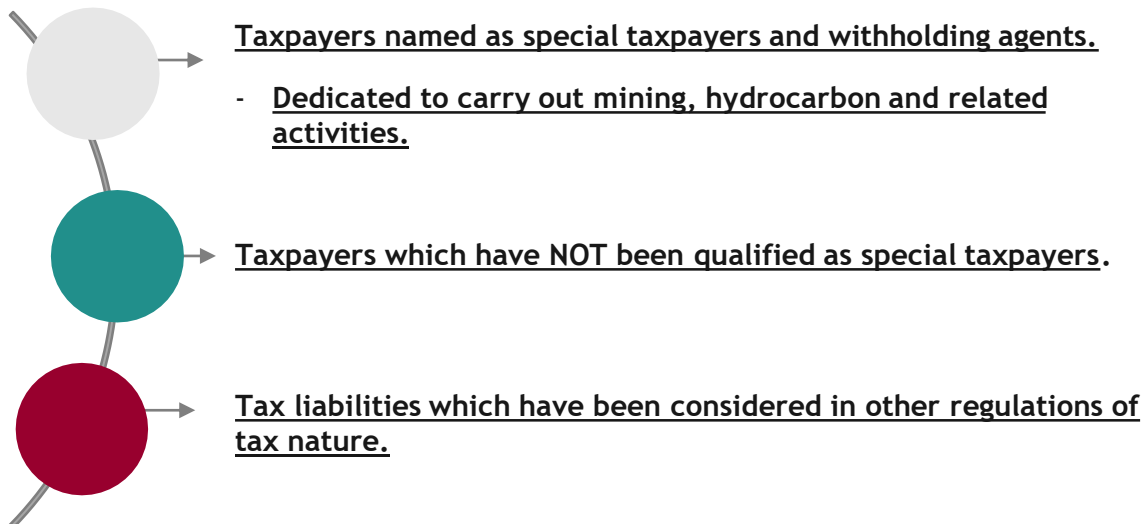 Taxpayers named as special taxpayers and withholding agents.
- Dedicated to carry out mining, hydrocarbon and related
activities.
Taxpayers which have NOT been qualified as special taxpayers.
Tax liabilities which have been considered in other regulations of
tax nature.